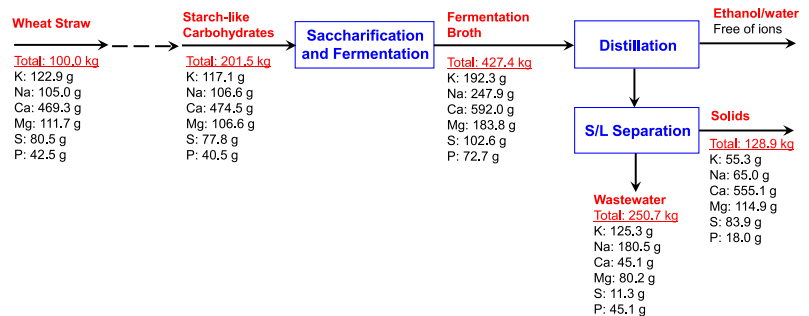 Wheat Straw
Total: 100.0 kg
K: 122.9 g
Na: 105.0 g
Ca: 469.3 g
Mg: 111.7 g
S: 80.5 g
P: 42.5 g
Starch-like
Carbohydrates
Total: 201.5 kg
K: 117.1 g
Na: 106.6 g
Ca: 474.5 g
Mg: 106.6 g
S: 77.8 g
P: 40.5 g
Saccharification
and Fermentation
Fermentation
Broth
Total: 427.4 kg
K: 192.3 g
Na: 247.9 g
Ca: 592.0 g
Mg: 183.8 g
S: 102.6 g
P: 72.7 g
Distillation
Ethanol/water
Free of ions
S/L Separation
Solids
Total: 128.9 kg
K: 55.3 g
Na: 65.0 g
Ca: 555.1 g
Mg: 114.9 g
S: 83.9 g
P: 18.0 g
Wastewater
Total: 250.7 kg
K: 125.3 g
Na: 180.5 g
Ca: 45.1 g
Mg: 80.2 g
S: 11.3 g
P: 45.1 g